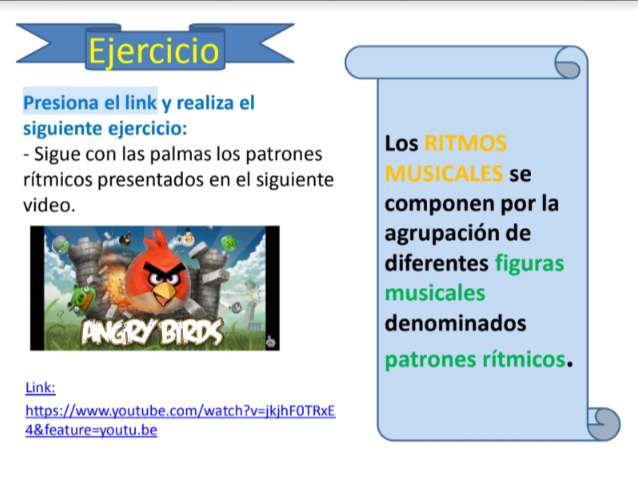 Ejercicio
Presiona el link y realiza el
siguiente ejercicio:
- Sigue con las palmas los patrones
rítmicos presentados en el siguiente
video.
ANGRY BIRDS
Link:
https://www.youtube.com/watch?v=jkjhF0TRxE
4&feature=youtu.be
Los RITMOS
MUSICALES se
componen por la
agrupación de
diferentes figuras
musicales
denominados
patrones rítmicos.